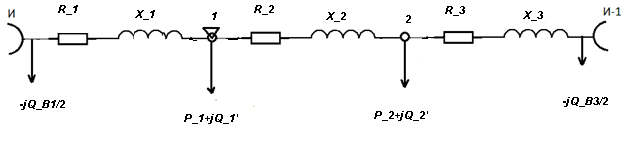 И R_1 X_1 1 R_2 X_2 2 R_3 X_3 И-1
-jQ_B1/2 P_1+jQ_1' P_2+jQ_2' -jQ_B3/2